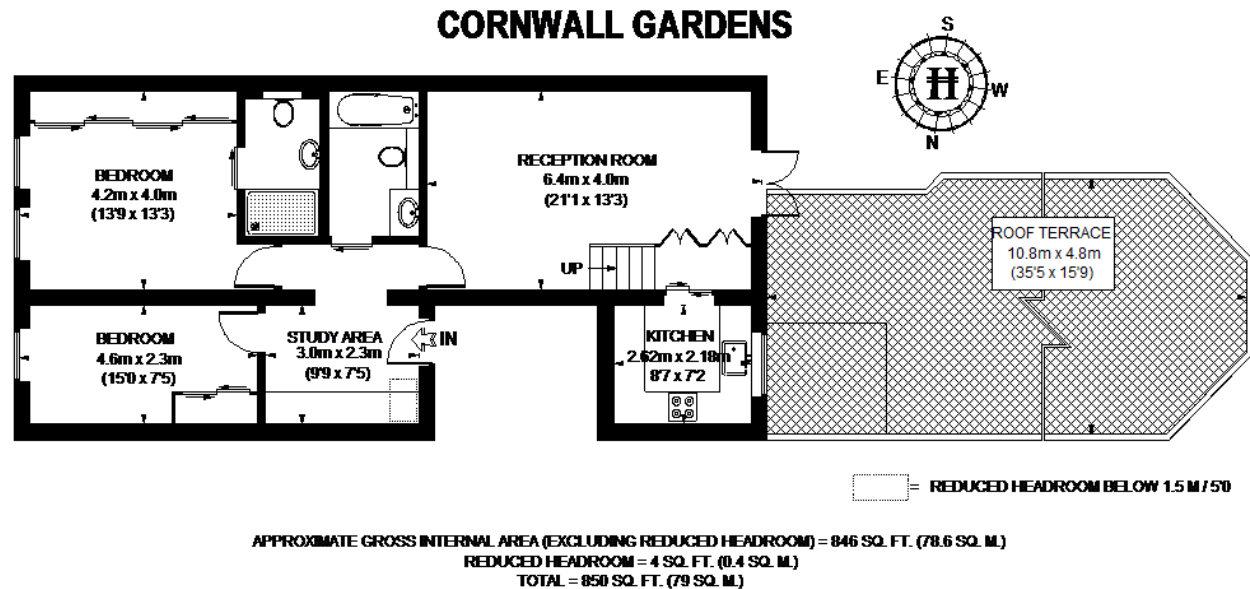 CORNWALL GARDENS
S
E
H
W
N
BEDROOM
4.2m x 4.0m
(13'9 x 13'3)
RECEPTION ROOM
6.4m x 4.0m
(21'1 x 13'3)
UP
ROOF TERRACE
10.8m x 4.8m
(35'5 x 15'9)
BEDROOM
4.6m x 2.3m
(15'0 x 7'5)
STUDY AREA
3.0m x 2.3m
(9'9 x 7'5)
IN
KITCHEN
2.62m x 2.18m
8'7 x 7'2
= REDUCED HEADROOM BELOW 1.5 M / 5'0
APPROXIMATE GROSS INTERNAL AREA (EXCLUDING REDUCED HEADROOM) = 846 SQ. FT. (78.6 SQ. M.)
REDUCED HEADROOM = 4 SQ. FT. (0.4 SQ. M.)
TOTAL = 850 SQ. FT. (79 SQ. M.)